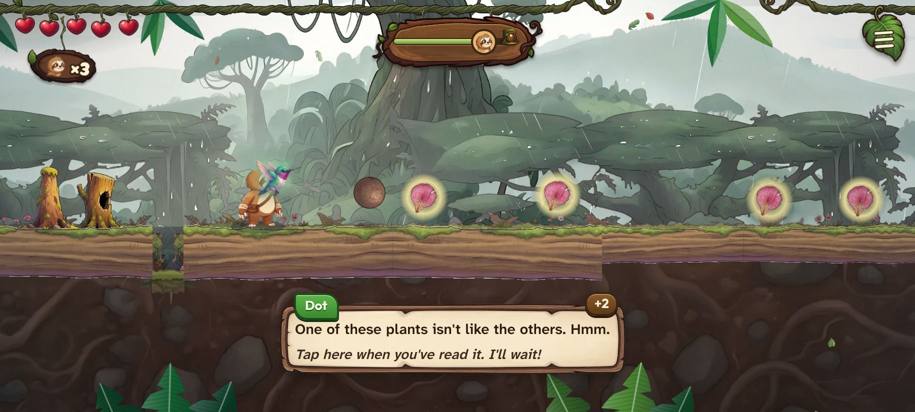 x3
Dot
+2
One of these plants isn't like the others. Hmm.
Tap here when you've read it. I'll wait!